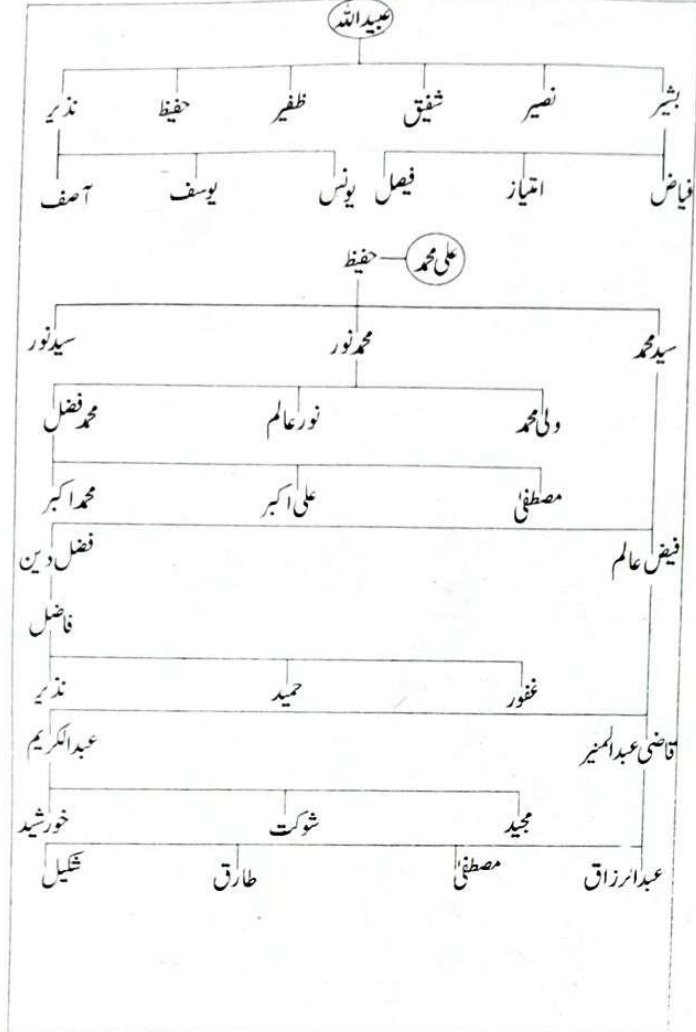 عبید اللہ
بشیر نصیر شفیق ظفیر حفیظ نذیر
فیاض امتیاز فیصل یونس یوسف آصف
علی محمد حفیظ
سید محمد محمد نور سید نور
ولی محمد نور عالم محمد فضل
مصطفیٰ علی اکبر محمد اکبر
فیض عالم فضل دین
فاضل
غفور حمید نذیر
قاضی عبدالمنیر عبدالکریم
مجید شوکت خورشید
عبدالرزاق مصطفیٰ طارق شکیل